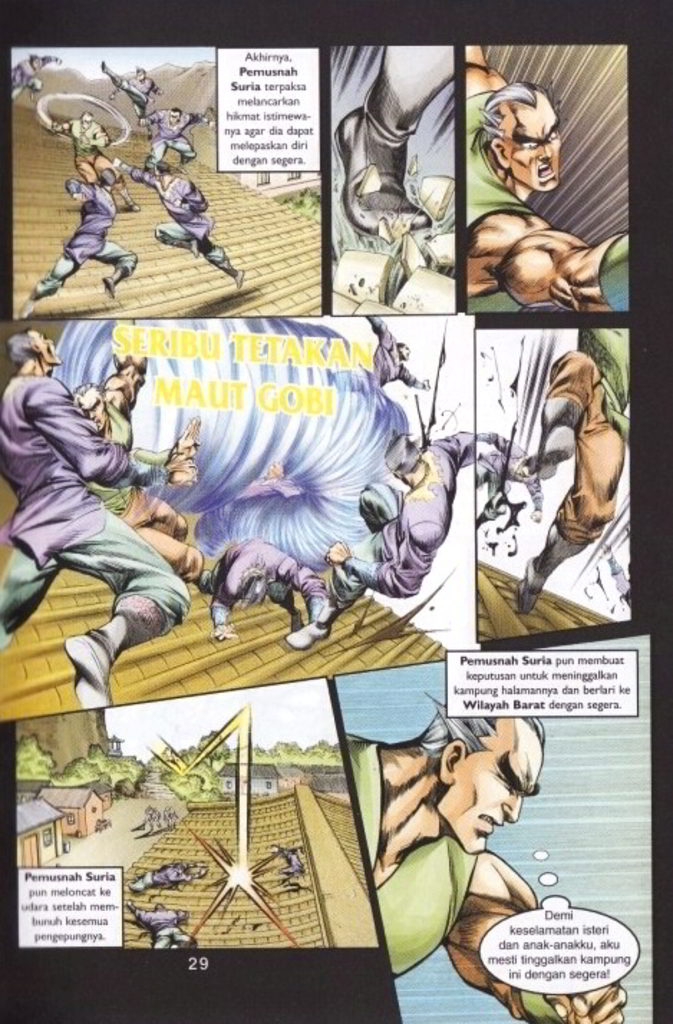 Akhirnya,
Pemusnah
Suria terpaksa
melancarkan
hikmat istimewa-
nya agar dia dapat
melepaskan diri
dengan segera.
SERIBU TETAKAN
MAUT GOBI
Pemusnah Suria pun membuat
keputusan untuk meninggalkan
kampung halamannya dan berlari ke
Wilayah Barat dengan segera.
Pemusnah Suria
pun meloncat ke
udara setelah mem-
bunuh kesemua
pengepungnya.
Demi
keselamatan isteri
dan anak-anakku, aku
mesti tinggalkan kampung
ini dengan segera!
29